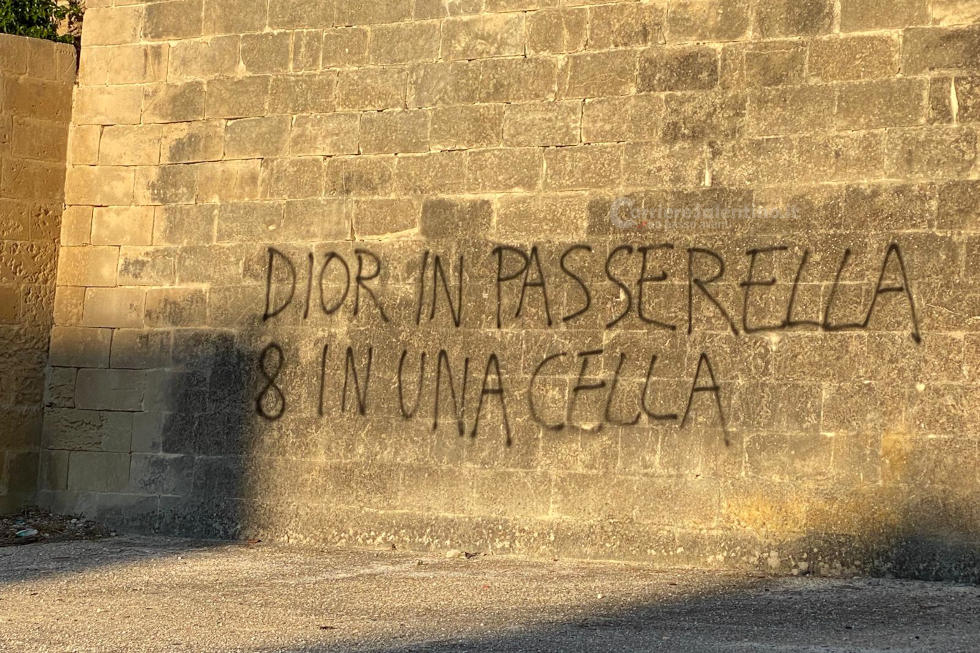 DIOR IN PASSERELLA
8 IN UNA CELLA